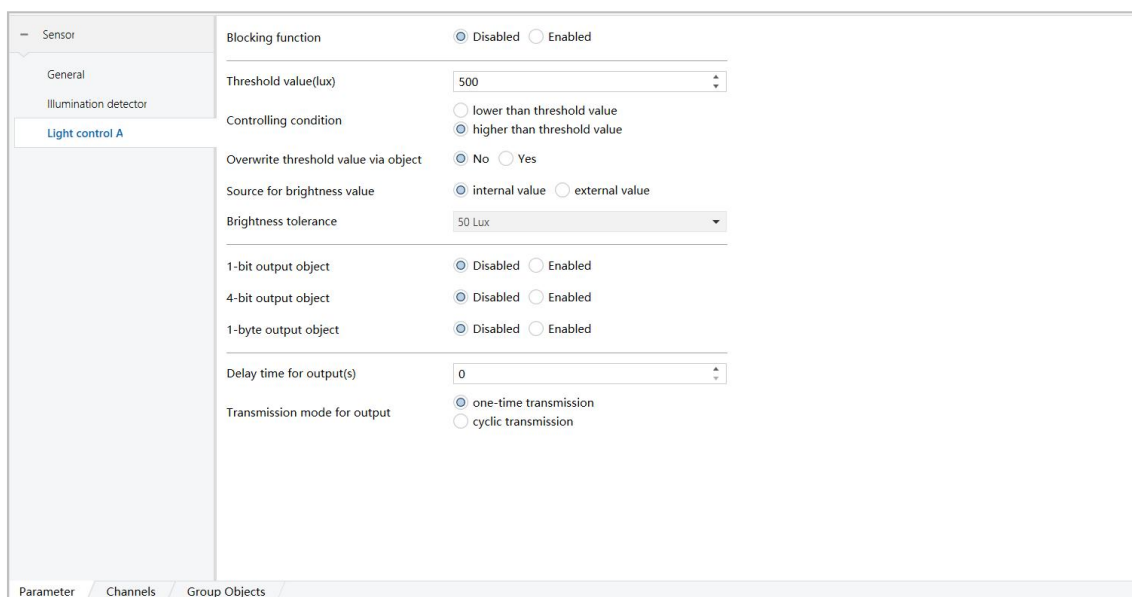 Sensor
General
Illumination detector
Light control A
Blocking function Disabled Enabled
Threshold value(lux) 500
Controlling condition lower than threshold value
higher than threshold value
Overwrite threshold value via object No Yes
Source for brightness value internal value external value
Brightness tolerance 50 Lux
1-bit output object Disabled Enabled
4-bit output object Disabled Enabled
1-byte output object Disabled Enabled
Delay time for output(s) 0
Transmission mode for output one-time transmission
cyclic transmission
Parameter Channels Group Objects